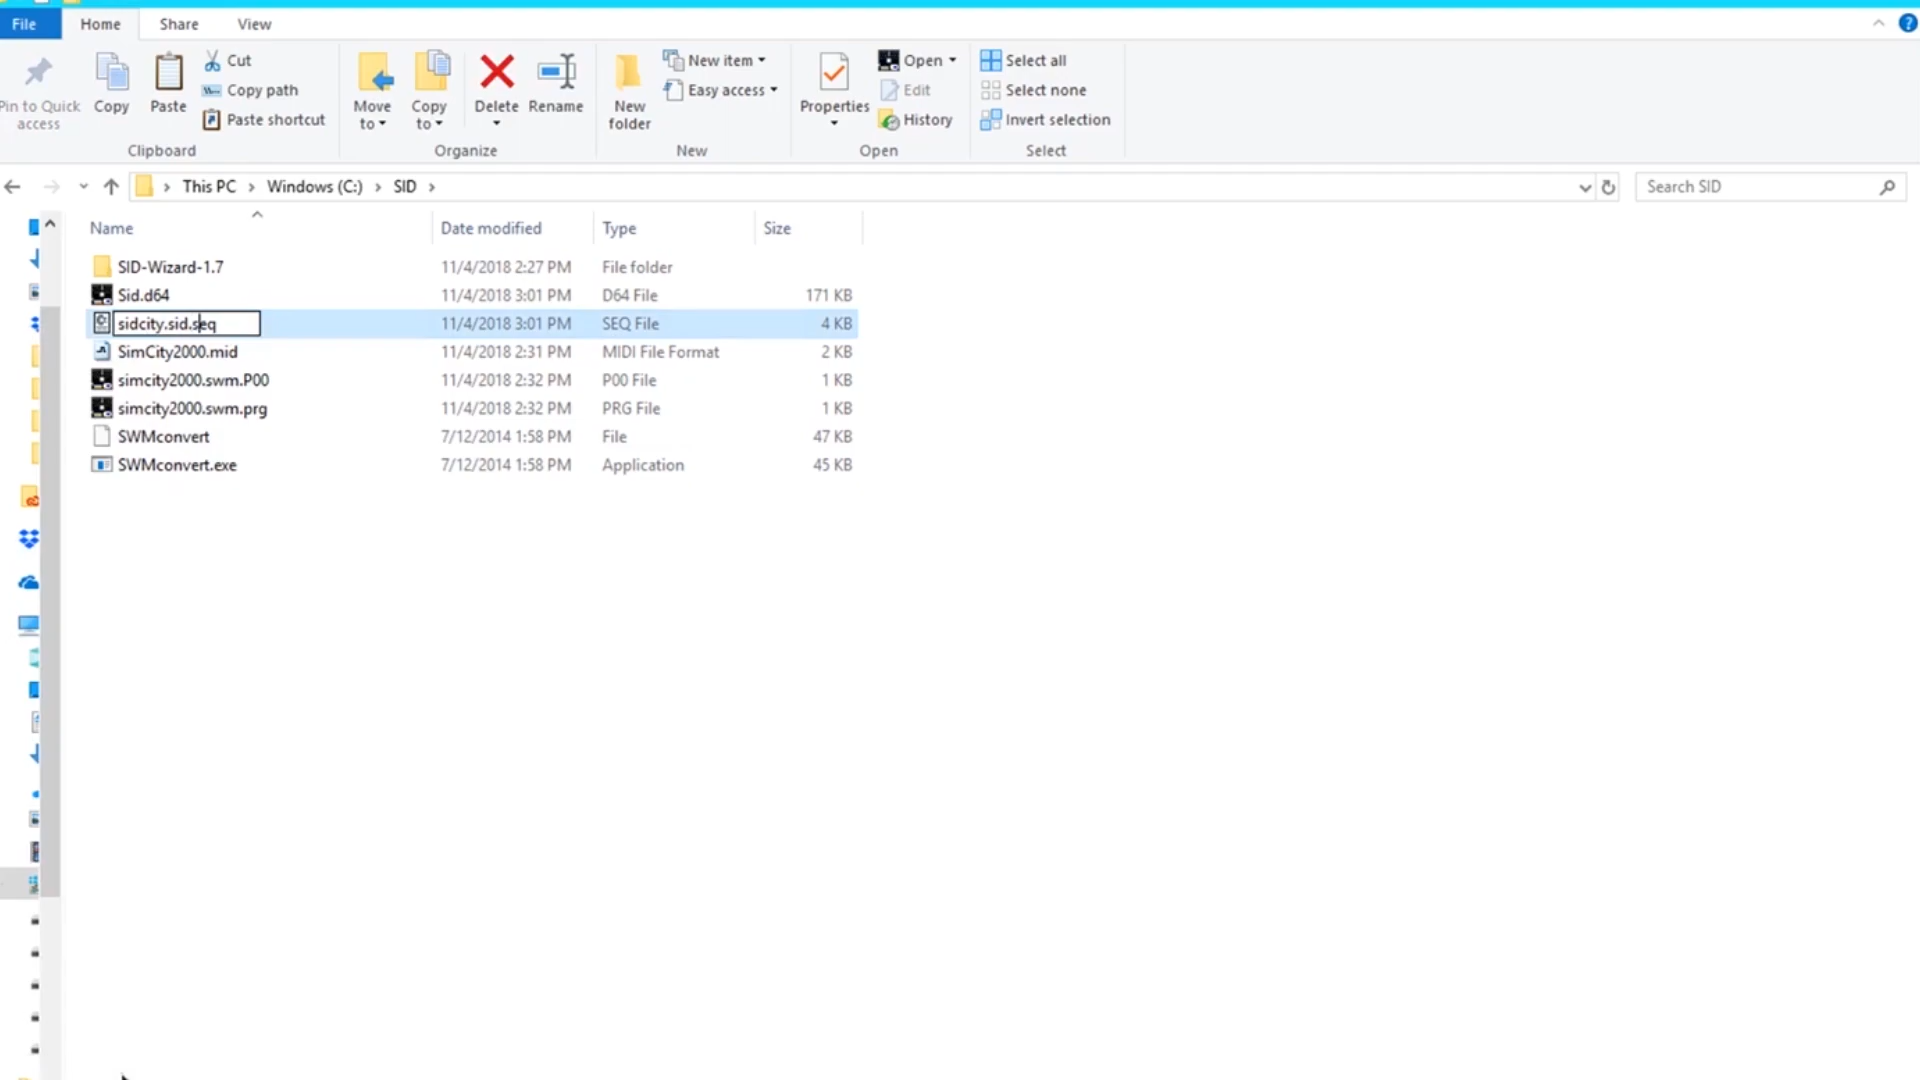 File Home Share View
Pin to Quick access
Copy
Paste
Cut
Copy path
Paste shortcut
Clipboard
Move to
Copy to
Delete
Rename
Organize
New folder
New item
Easy access
New
Properties
Open
Edit
History
Open
Select all
Select none
Invert selection
Select
This PC > Windows (C:) > SID >
Search SID
Name Date modified Type Size
SID-Wizard-1.7 11/4/2018 2:27 PM File folder
Sid.d64 11/4/2018 3:01 PM D64 File 171 KB
sidcity.sid.seq 11/4/2018 3:01 PM SEQ File 4 KB
SimCity2000.mid 11/4/2018 2:31 PM MIDI File Format 2 KB
simcity2000.swm.P00 11/4/2018 2:32 PM P00 File 1 KB
simcity2000.swm.prg 11/4/2018 2:32 PM PRG File 1 KB
SWMconvert 7/12/2014 1:58 PM File 47 KB
SWMconvert.exe 7/12/2014 1:58 PM Application 45 KB